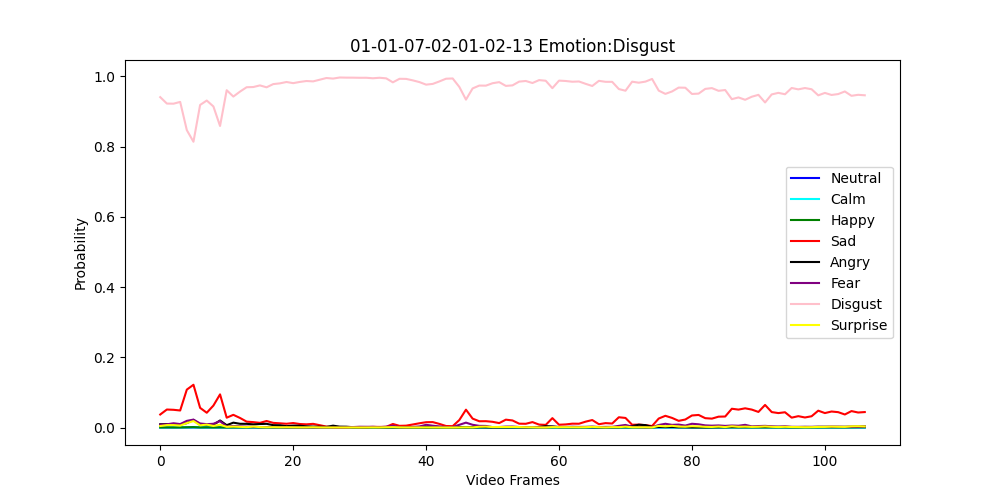 01-01-07-02-01-02-13 Emotion:Disgust
1.0
0.8
0.6
0.4
0.2
0.0
Probability
Neutral
Calm
Happy
Sad
Angry
Fear
Disgust
Surprise
0 20 40 60 80 100
Video Frames